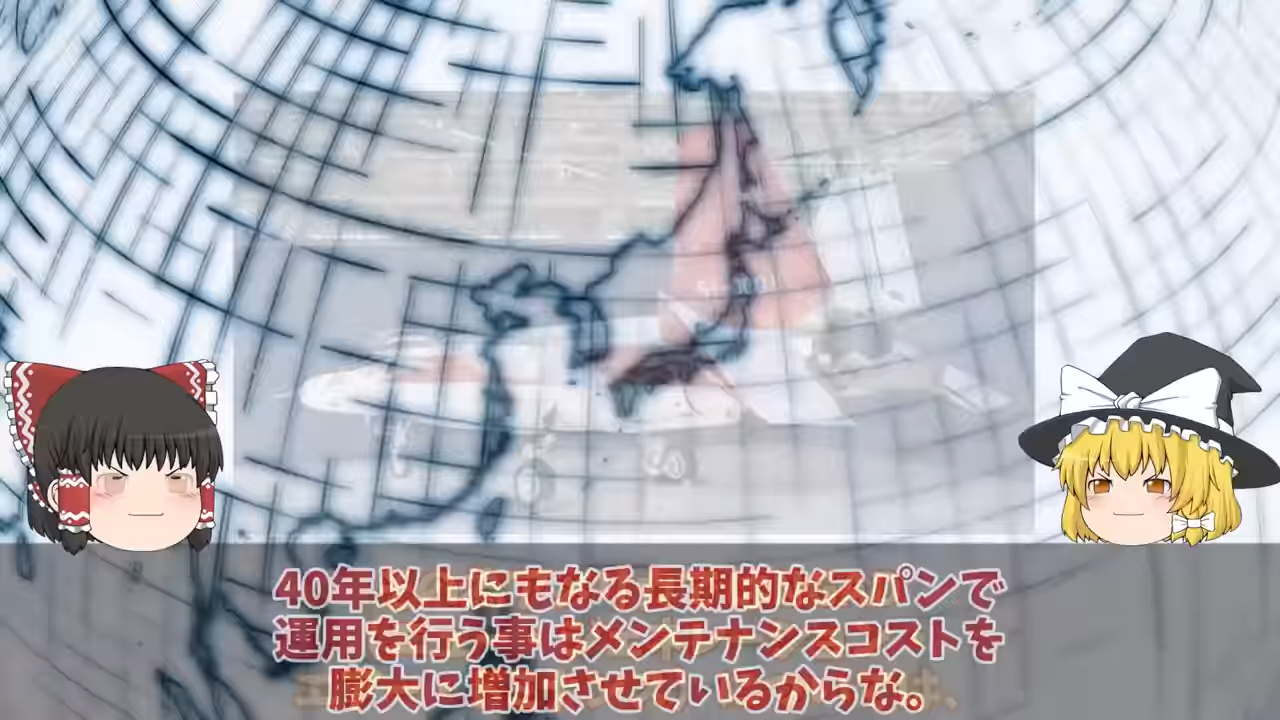 40年以上にもなる長期的なスパンで
運用を行う事はメンテナンスコストを
膨大に増加させているからな。